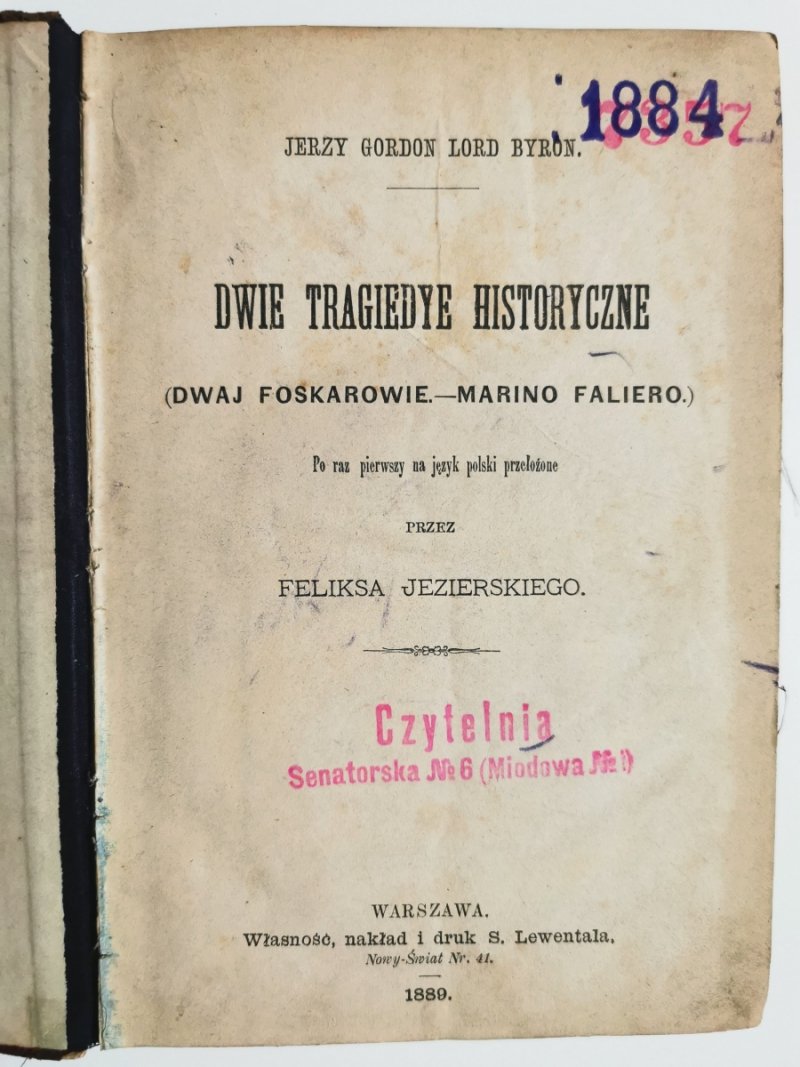 1884
7357
JERZY GORDON LORD BYRON.
DWIE TRAGIEDYE HISTORYCZNE
(DWAJ FOSKAROWIE.—MARINO FALIERO.)
Po raz pierwszy na język polski przełożone
PRZEZ
FELIKSA JEZIERSKIEGO.
Czytelnia
Senatorska № 6 (Miodowa № 1)
WARSZAWA.
Własność, nakład i druk S. Lewentala,
Nowy-Świat Nr. 41.
1889.